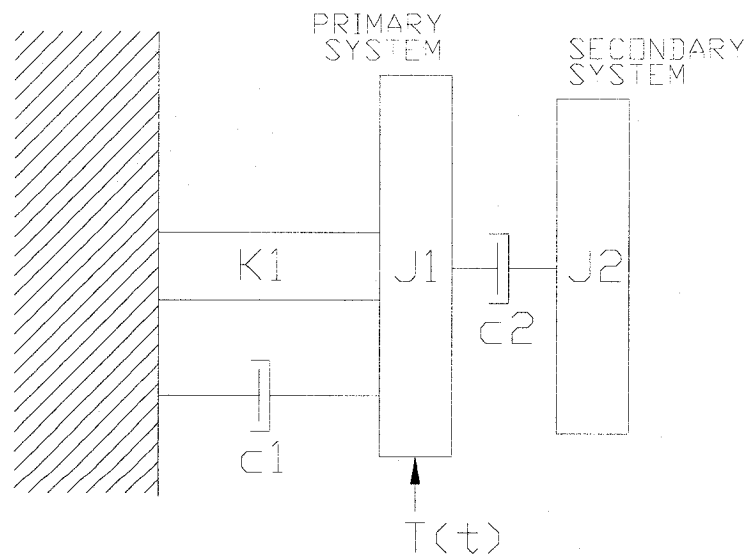 PRIMARY
SYSTEM
SECONDARY
SYSTEM
K1
J1
J2
c2
c1
T(t)